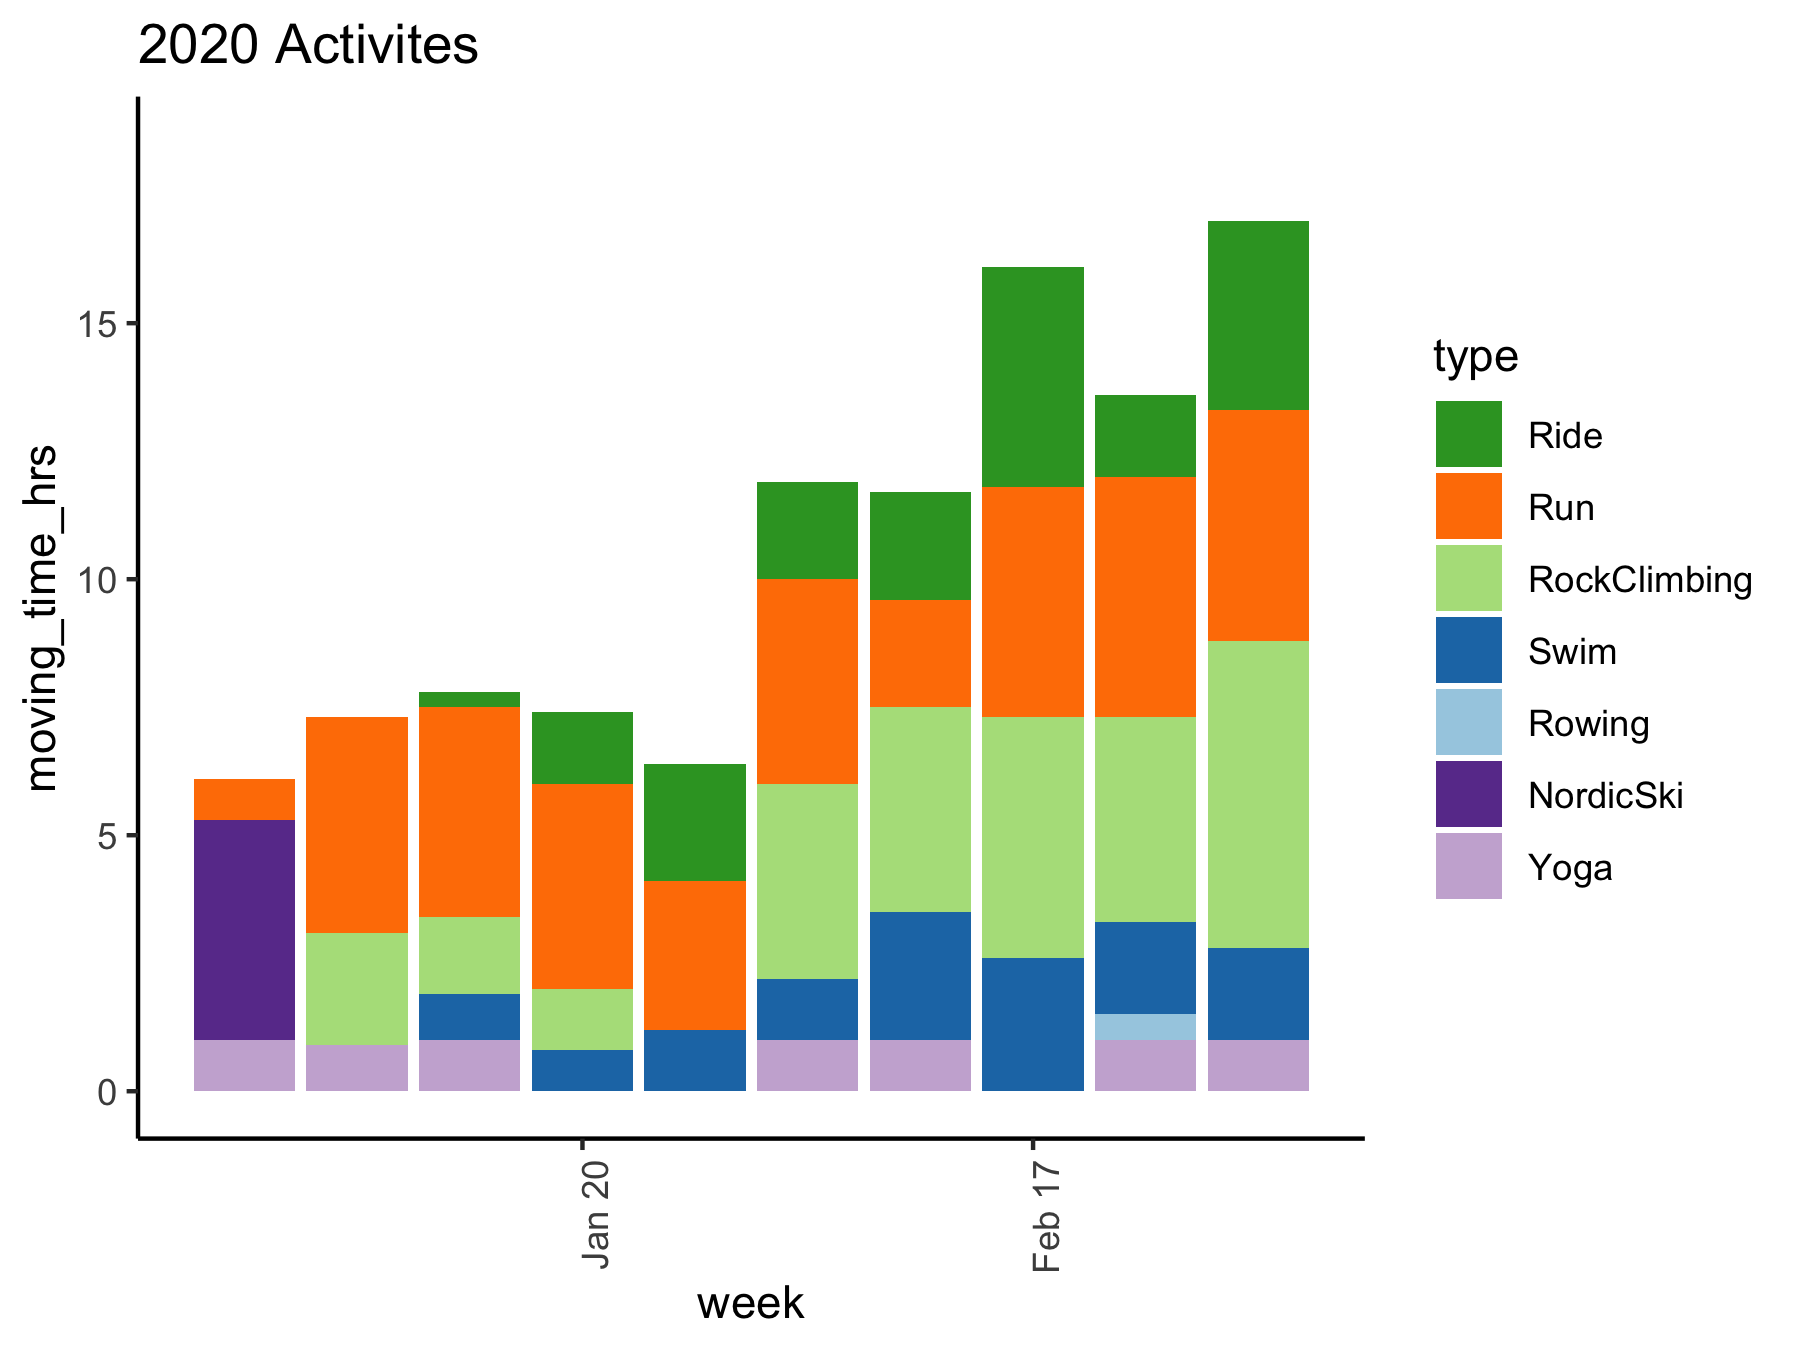 2020 Activites
moving_time_hrs
15
10
5
0
Jan 20
Feb 17
week
type
Ride
Run
RockClimbing
Swim
Rowing
NordicSki
Yoga